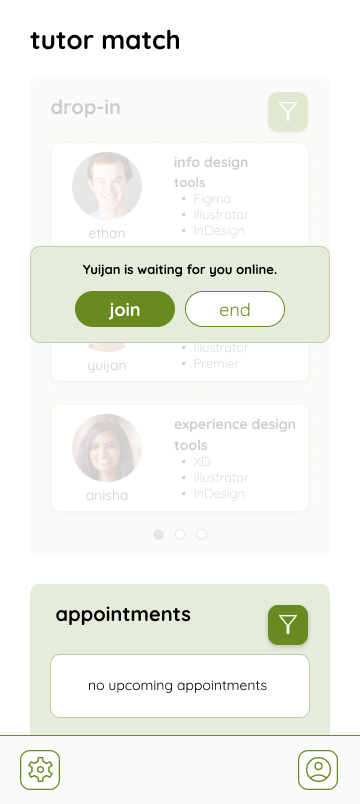 tutor match
drop-in
info design
tools
• Figma
• Illustrator
• InDesign
ethan
Yuijan is waiting for you online.
join
end
• Illustrator
• Premier
yuijan
experience design
tools
• XD
• Illustrator
• InDesign
anisha
appointments
no upcoming appointments